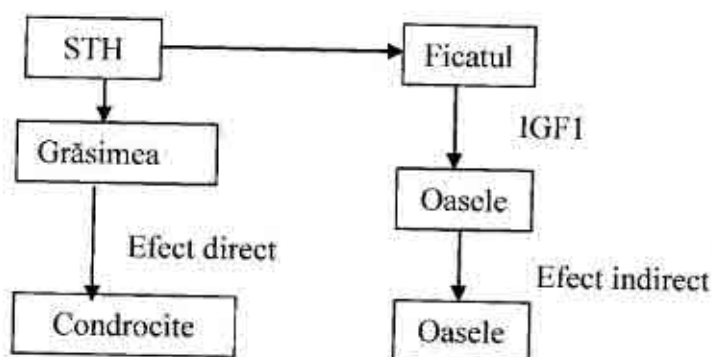 STH
Ficatul
IGF1
Grăsimea
Oasele
Efect direct
Efect indirect
Condrocite
Oasele